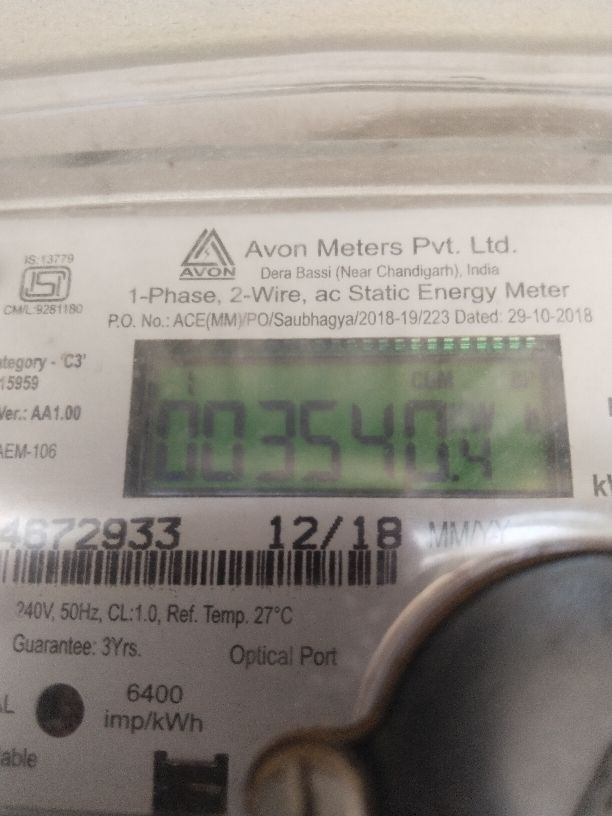 IS:13779
CM/L:9281180
AVON
Avon Meters Pvt. Ltd.
Dera Bassi (Near Chandigarh), India
1-Phase, 2-Wire, ac Static Energy Meter
P.O. No.: ACE(MM)/PO/Saubhagya/2018-19/223 Dated: 29-10-2018
ategory - 'C3'
15959
Ver.: AA1.00
AEM-106
CUM
003540.4
4672933 12/18 MM/YY
240V, 50Hz, CL:1.0, Ref. Temp. 27°C
Guarantee: 3Yrs.
Optical Port
6400
imp/kWh
able